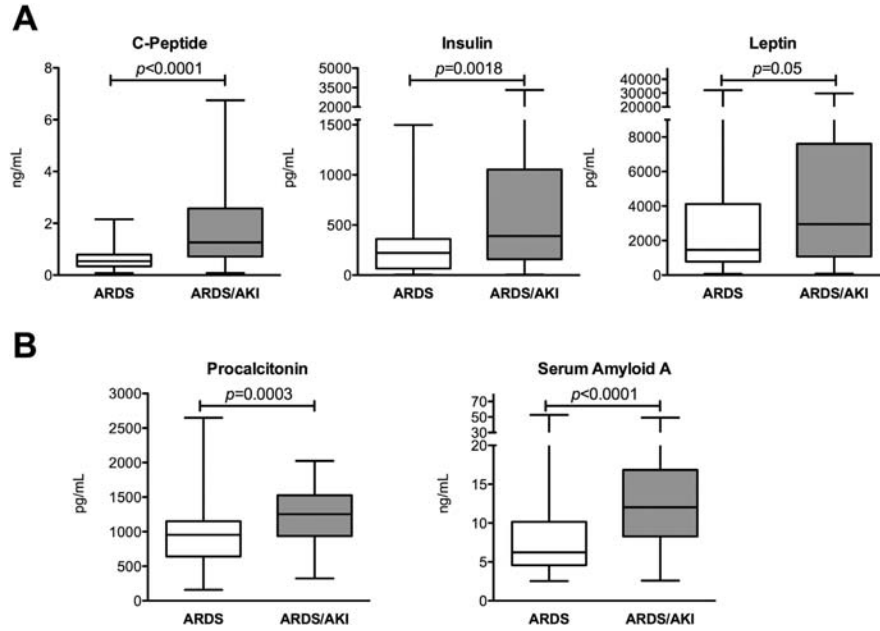 A
C-Peptide
p<0.0001
8
6
4
2
0
ng/mL
ARDS
ARDS/AKI
Insulin
p=0.0018
5000
3500
2000
1500
1000
500
0
pg/mL
ARDS
ARDS/AKI
Leptin
p=0.05
40000
30000
20000
8000
6000
4000
2000
0
pg/mL
ARDS
ARDS/AKI
B
Procalcitonin
p=0.0003
3000
2500
2000
1500
1000
500
0
pg/mL
ARDS
ARDS/AKI
Serum Amyloid A
p<0.0001
70
50
30
20
15
10
5
0
ng/mL
ARDS
ARDS/AKI